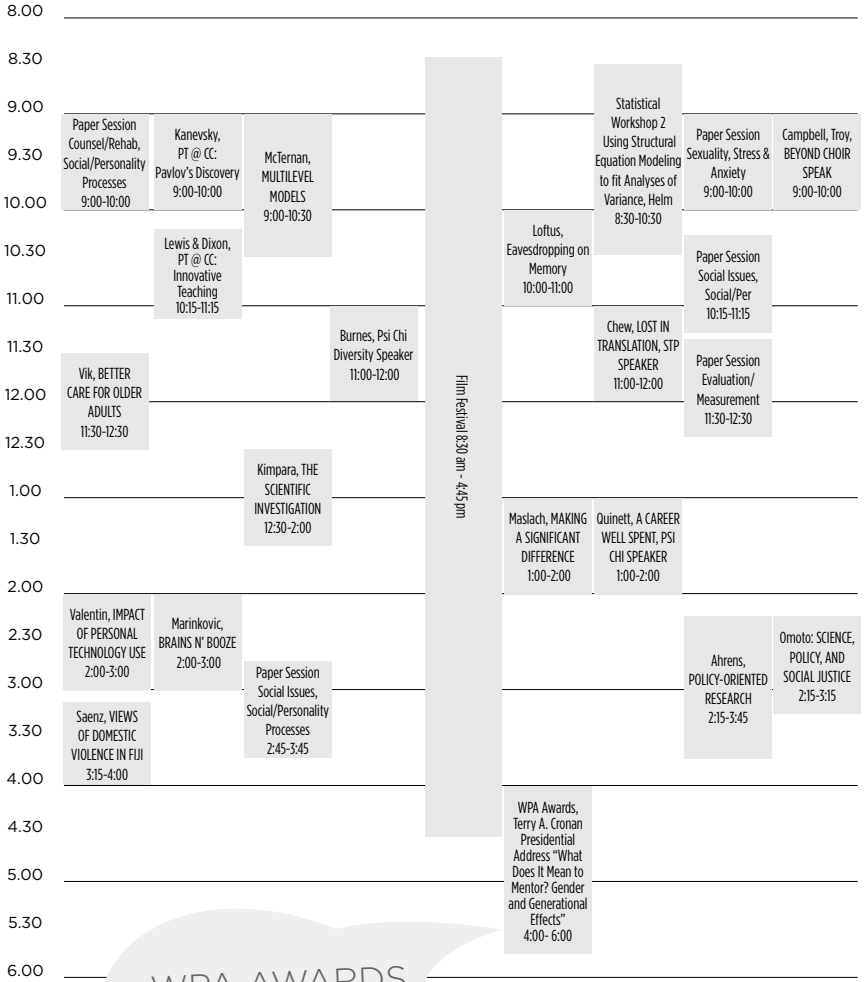 8.00
8.30
9.00
9.30
10.00
10.30
11.00
11.30
12.00
12.30
1.00
1.30
2.00
2.30
3.00
3.30
4.00
4.30
5.00
5.30
6.00
Paper Session
Counsel/Rehab,
Social/Personality
Processes
9:00-10:00
Kanevsky,
PT @ CC:
Pavlov's Discovery
9:00-10:00
McTernan,
MULTILEVEL
MODELS
9:00-10:30
Statistical
Workshop 2
Using Structural
Equation Modeling
to fit Analyses of
Variance, Helm
8:30-10:30
Paper Session
Sexuality, Stress &
Anxiety
9:00-10:00
Campbell, Troy,
BEYOND CHOIR
SPEAK
9:00-10:00
Lewis & Dixon,
PT @ CC:
Innovative
Teaching
10:15-11:15
Loftus,
Eavesdropping on
Memory
10:00-11:00
Paper Session
Social Issues,
Social/Per
10:15-11:15
Burnes, Psi Chi
Diversity Speaker
11:00-12:00
Chew, LOST IN
TRANSLATION, STP
SPEAKER
11:00-12:00
Vik, BETTER
CARE FOR OLDER
ADULTS
11:30-12:30
Paper Session
Evaluation/
Measurement
11:30-12:30
Film Festival 8:30 am - 4:45 pm
Kimpara, THE
SCIENTIFIC
INVESTIGATION
12:30-2:00
Maslach, MAKING
A SIGNIFICANT
DIFFERENCE
1:00-2:00
Quinett, A CAREER
WELL SPENT, PSI
CHI SPEAKER
1:00-2:00
Valentin, IMPACT
OF PERSONAL
TECHNOLOGY USE
2:00-3:00
Marinkovic,
BRAINS N' BOOZE
2:00-3:00
Paper Session
Social Issues,
Social/Personality
Processes
2:45-3:45
Ahrens,
POLICY-ORIENTED
RESEARCH
2:15-3:45
Omoto: SCIENCE,
POLICY, AND
SOCIAL JUSTICE
2:15-3:15
Saenz, VIEWS
OF DOMESTIC
VIOLENCE IN FIJI
3:15-4:00
WPA Awards,
Terry A. Cronan
Presidential
Address "What
Does It Mean to
Mentor? Gender
and Generational
Effects"
4:00- 6:00
WPA AWARDS